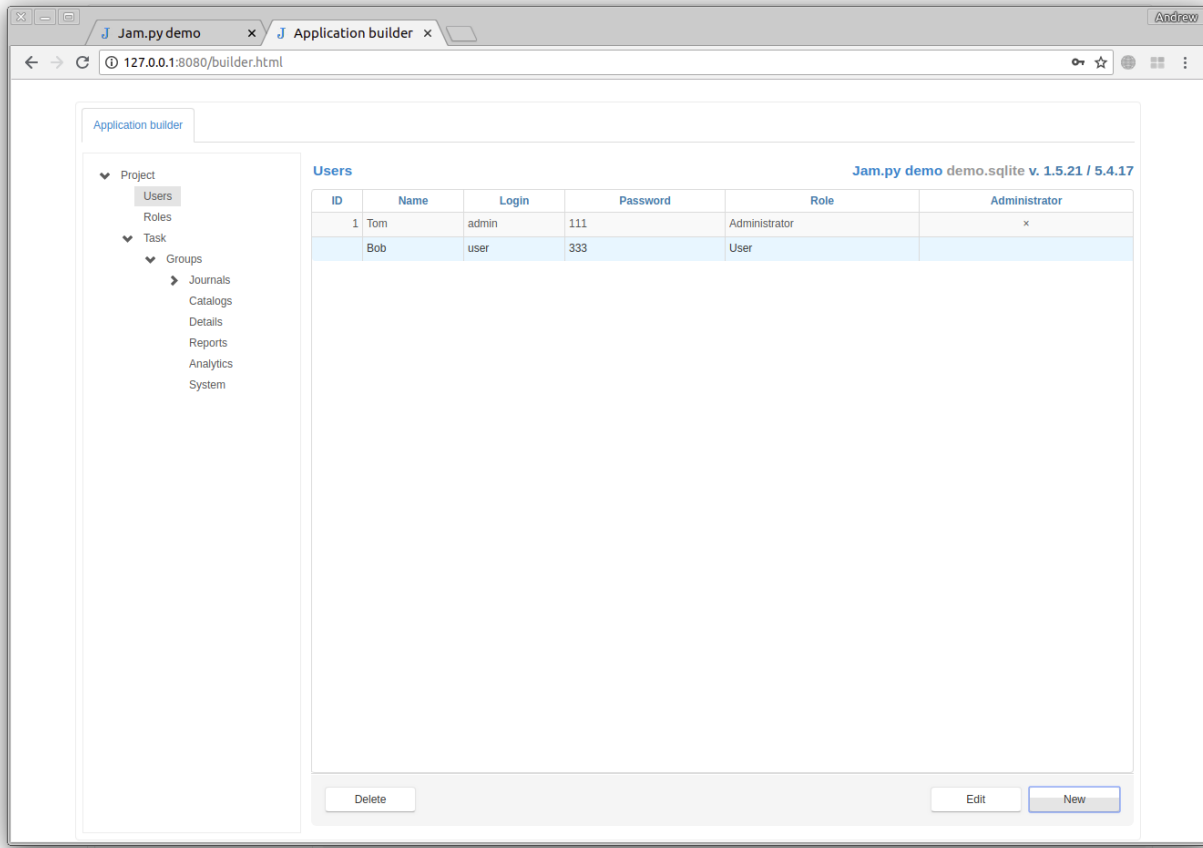 Andrew
J Jam.py demo × J Application builder ×
127.0.0.1:8080/builder.html
Application builder
Project
Users
Roles
Task
Groups
Journals
Catalogs
Details
Reports
Analytics
System
Users Jam.py demo demo.sqlite v. 1.5.21 / 5.4.17
ID Name Login Password Role Administrator
1 Tom admin 111 Administrator ×
Bob user 333 User
Delete Edit New